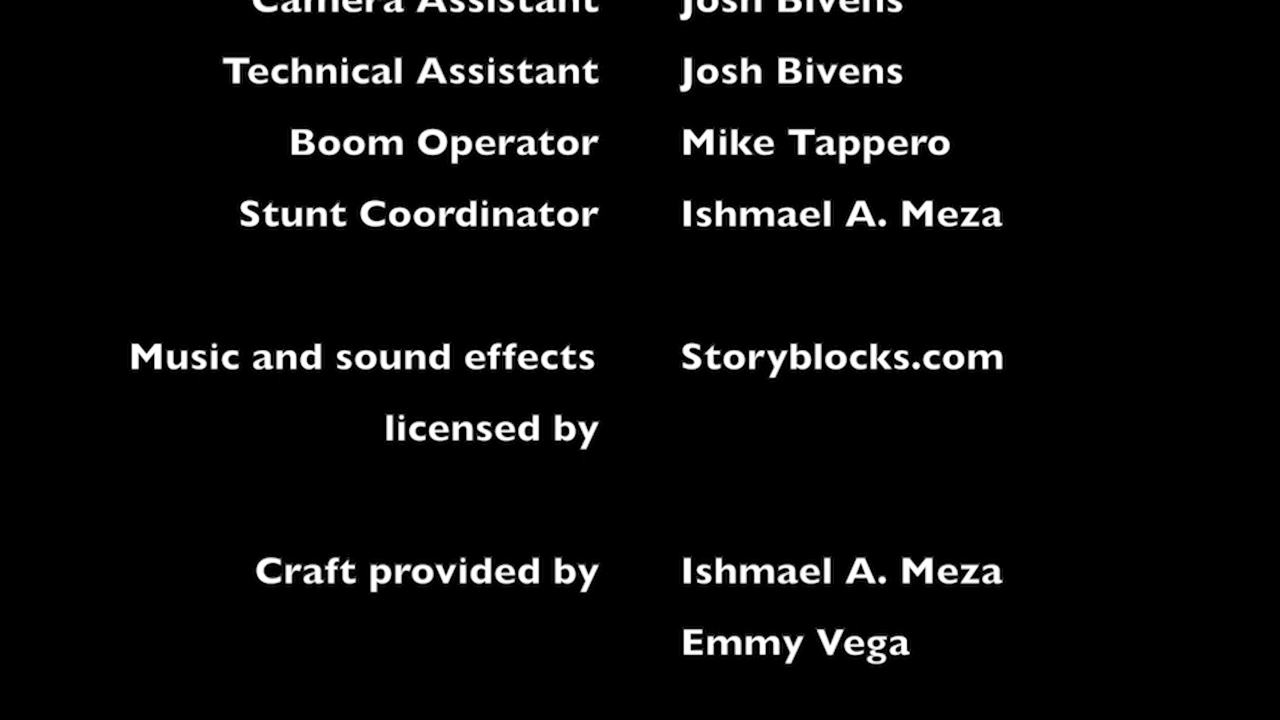 Camera Assistant Josh Bivens
Technical Assistant Josh Bivens
Boom Operator Mike Tappero
Stunt Coordinator Ishmael A. Meza
Music and sound effects Storyblocks.com
licensed by
Craft provided by Ishmael A. Meza
Emmy Vega